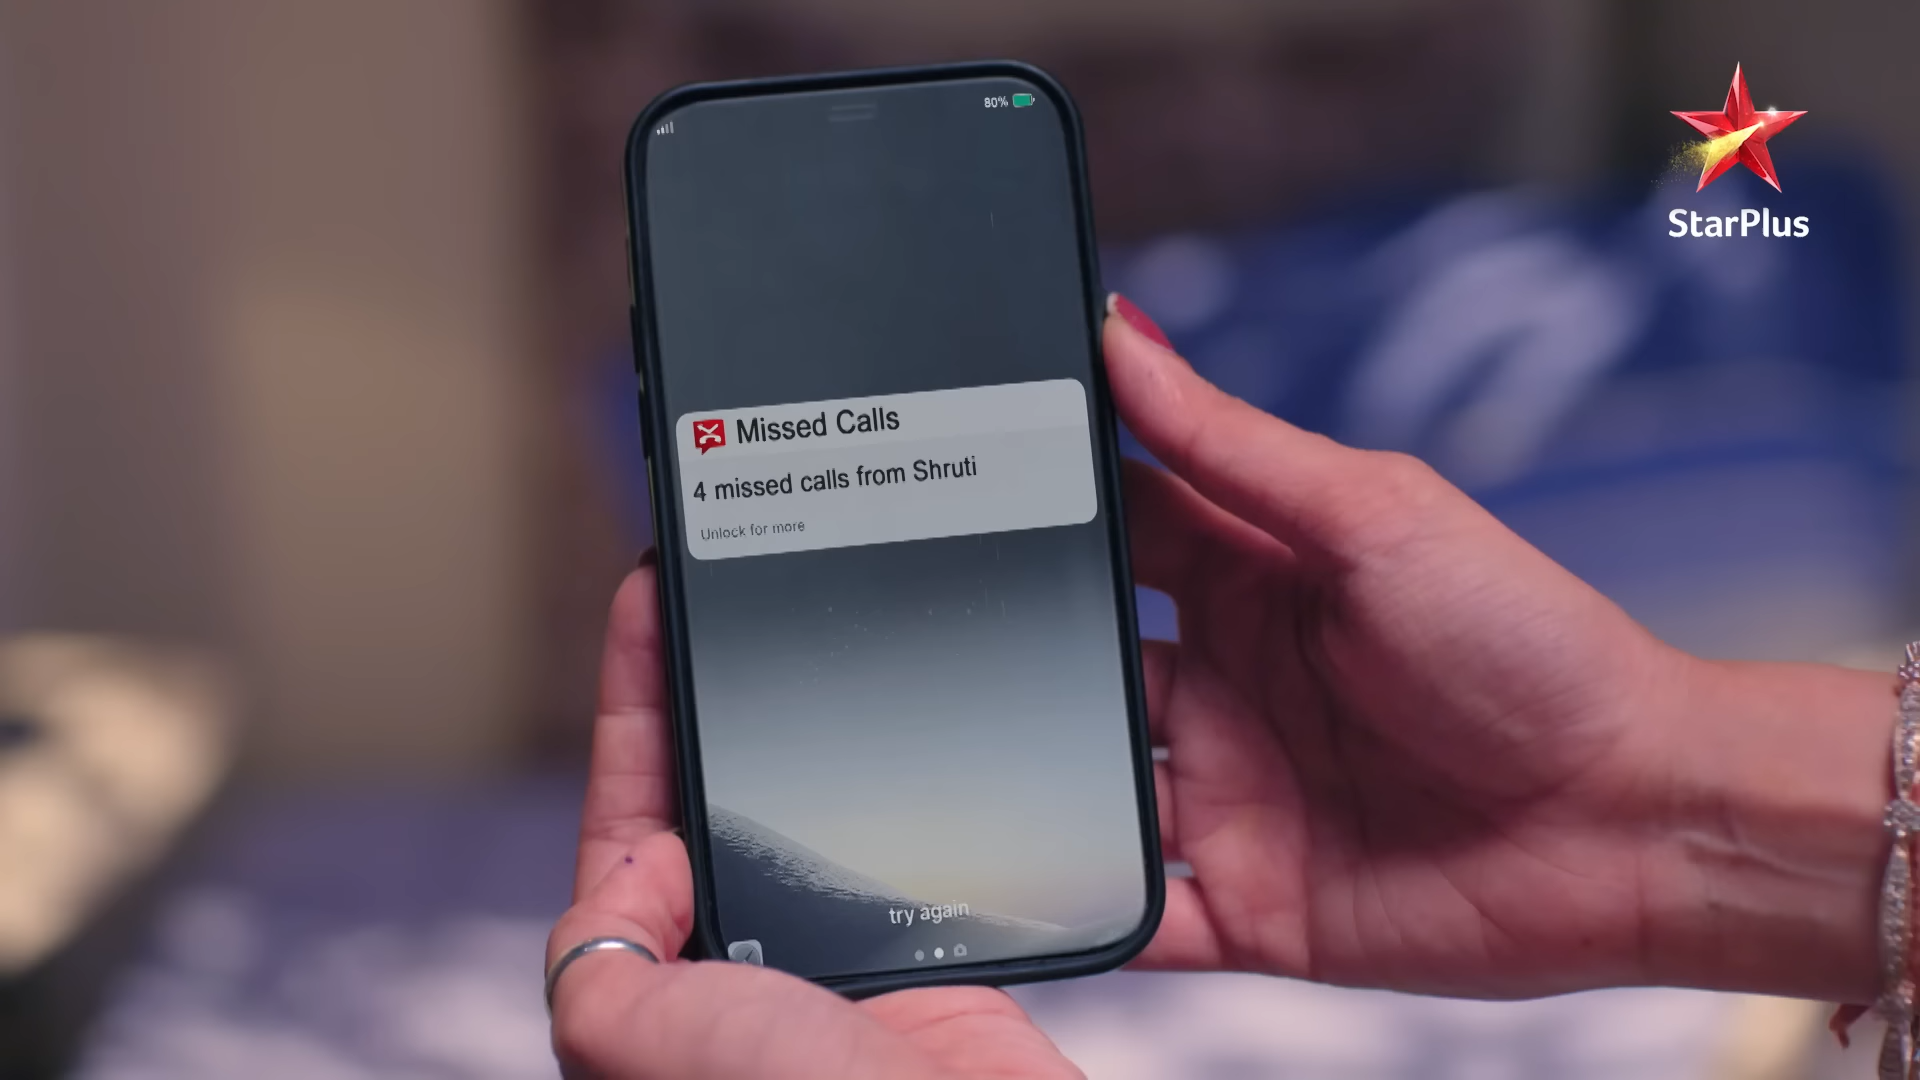 80%
StarPlus
Missed Calls
4 missed calls from Shruti
Unlock for more
try again